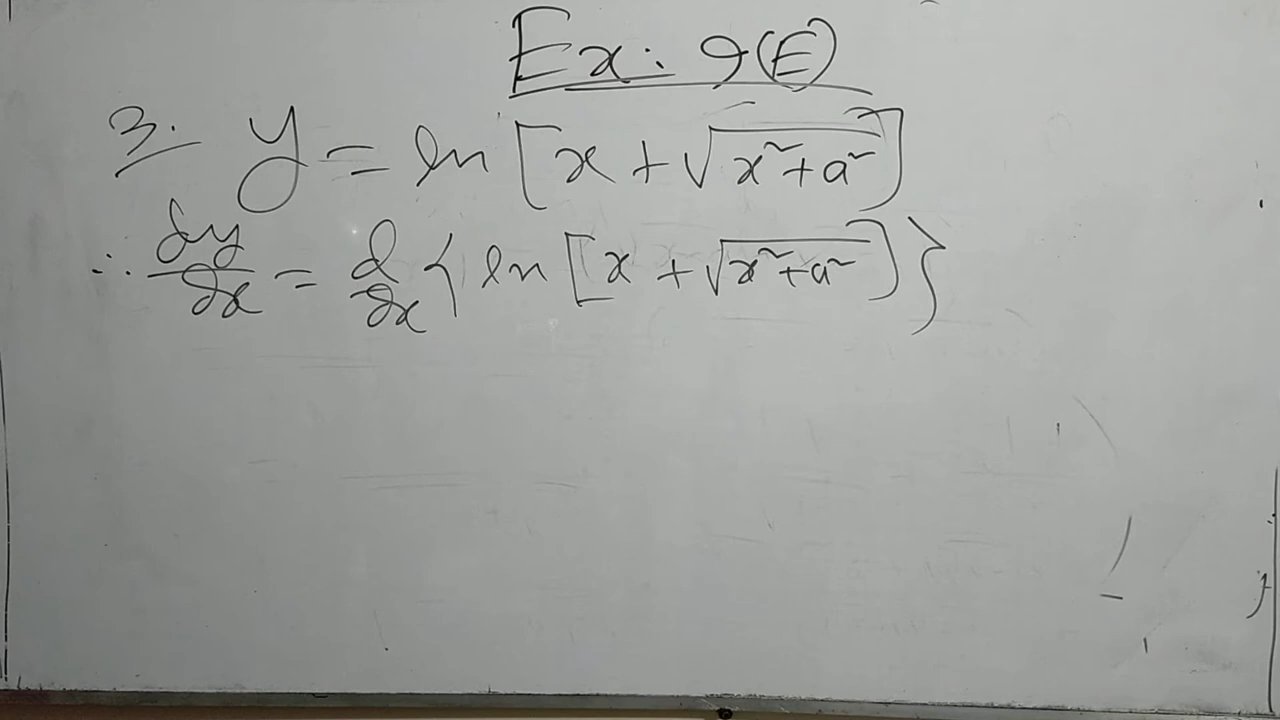 Ex: 9(E)
3. y = ln [x + √(x²+a²)]
∴ dy/dx = d/dx { ln [x + √(x²+a²)] }